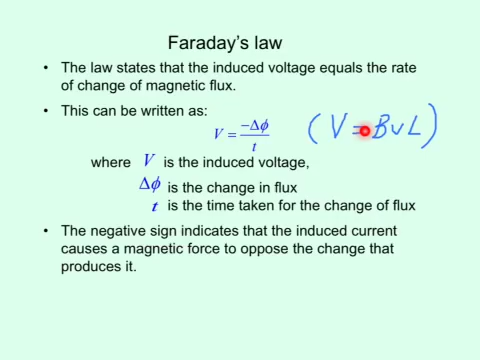 Faraday's law
• The law states that the induced voltage equals the rate
of change of magnetic flux.
• This can be written as:
V = −Δϕ / t
(V = BvL)
where V is the induced voltage,
Δϕ is the change in flux
t is the time taken for the change of flux
• The negative sign indicates that the induced current
causes a magnetic force to oppose the change that
produces it.